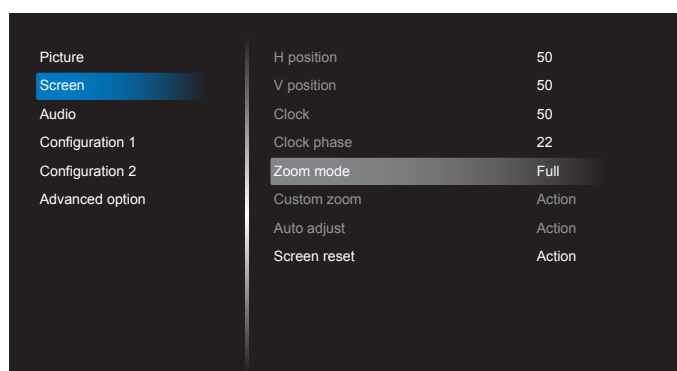 Picture
Screen
Audio
Configuration 1
Configuration 2
Advanced option
H position 50
V position 50
Clock 50
Clock phase 22
Zoom mode Full
Custom zoom Action
Auto adjust Action
Screen reset Action